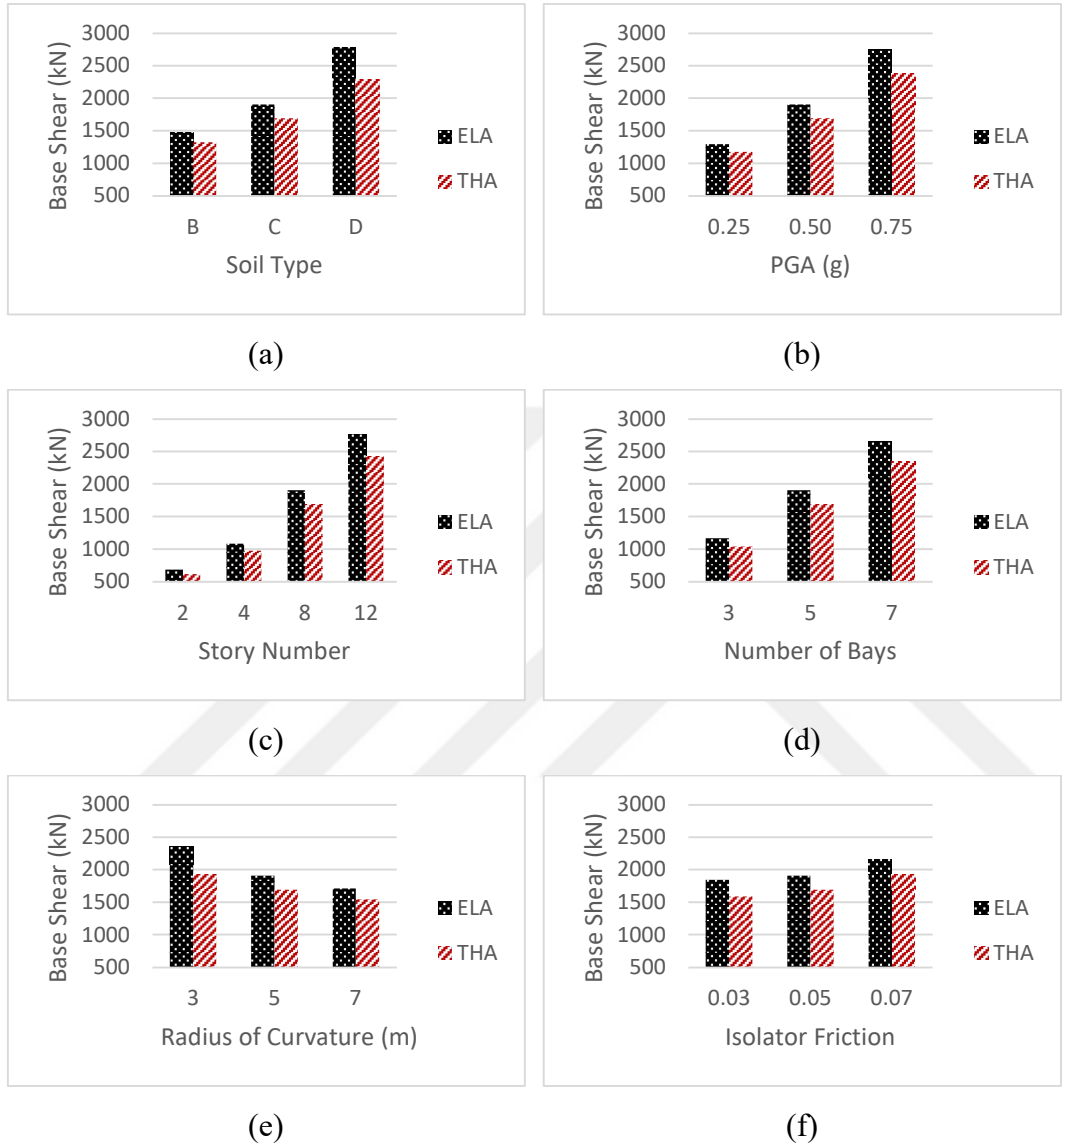 Base Shear (kN)
3000
2500
2000
1500
1000
500
B C D
Soil Type
ELA
THA
(a)
Base Shear (kN)
3000
2500
2000
1500
1000
500
0.25 0.50 0.75
PGA (g)
ELA
THA
(b)
Base Shear (kN)
3000
2500
2000
1500
1000
500
2 4 8 12
Story Number
ELA
THA
(c)
Base Shear (kN)
3000
2500
2000
1500
1000
500
3 5 7
Number of Bays
ELA
THA
(d)
Base Shear (kN)
3000
2500
2000
1500
1000
500
3 5 7
Radius of Curvature (m)
ELA
THA
(e)
Base Shear (kN)
3000
2500
2000
1500
1000
500
0.03 0.05 0.07
Isolator Friction
ELA
THA
(f)